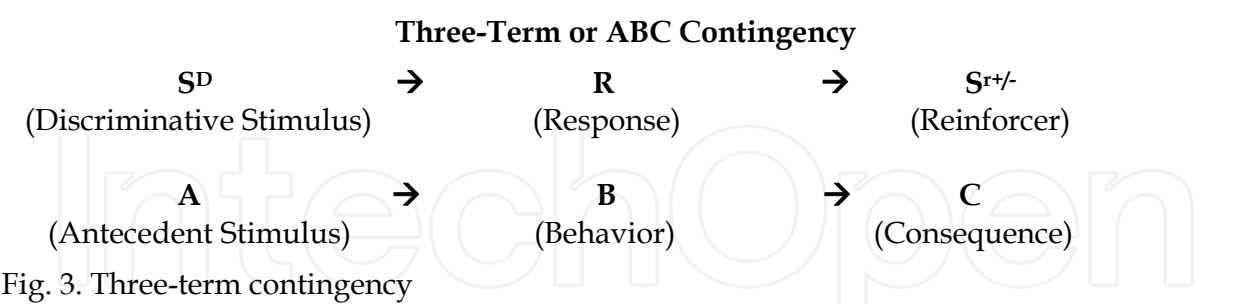 Three-Term or ABC Contingency
Sᴰ → R → Sʳ⁺/⁻
(Discriminative Stimulus) (Response) (Reinforcer)
A → B → C
(Antecedent Stimulus) (Behavior) (Consequence)
Fig. 3. Three-term contingency
IntechOpen